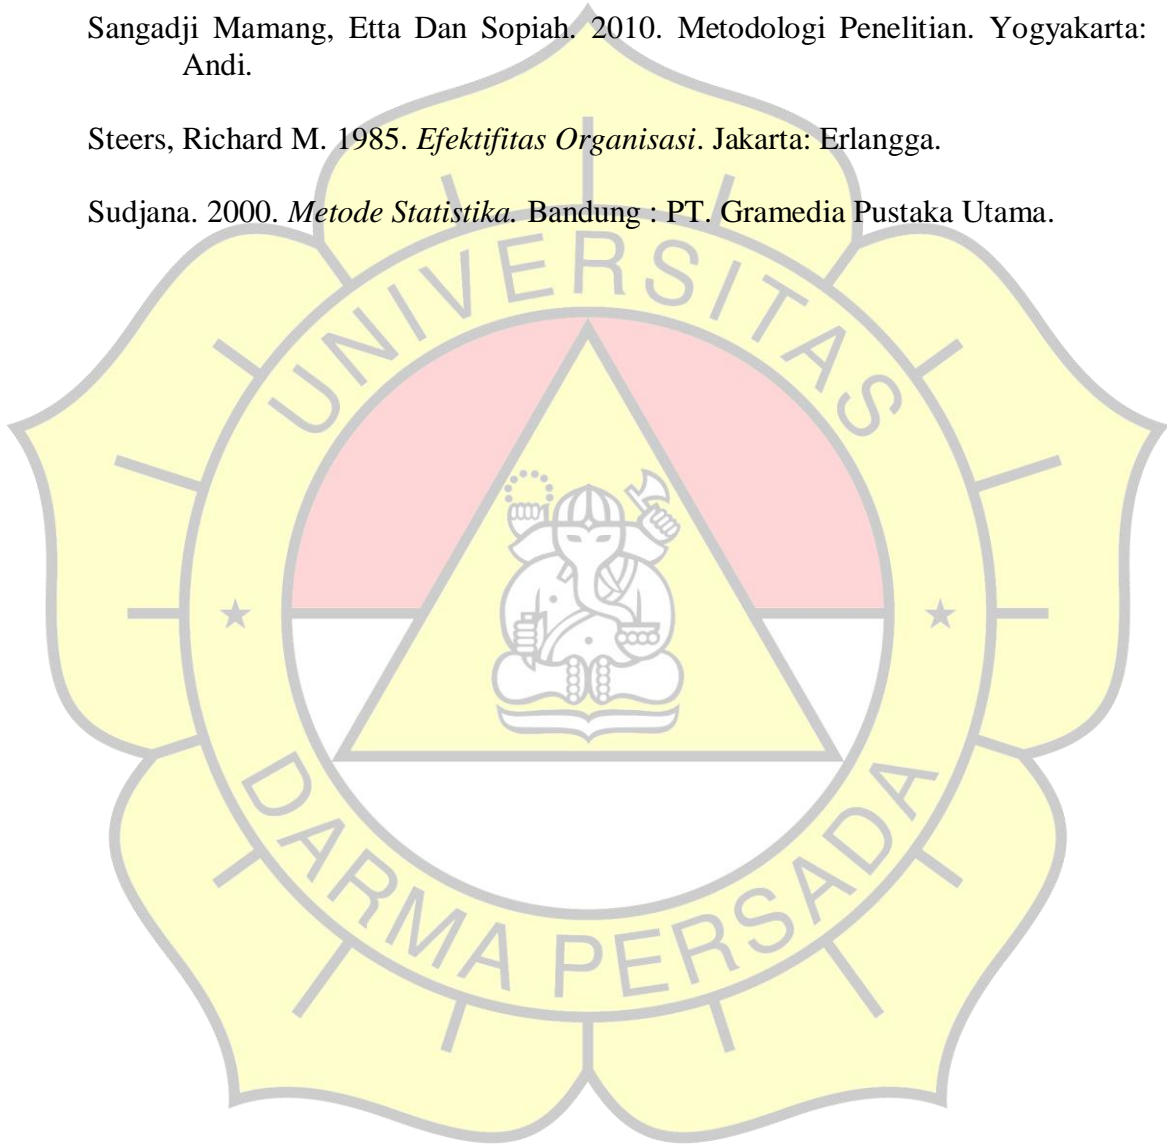 Sangadji Mamang, Etta Dan Sopiah. 2010. Metodologi Penelitian. Yogyakarta:
Andi.
Steers, Richard M. 1985. Efektifitas Organisasi. Jakarta: Erlangga.
Sudjana. 2000. Metode Statistika. Bandung : PT. Gramedia Pustaka Utama.
UNIVERSITAS
DARMA PERSADA